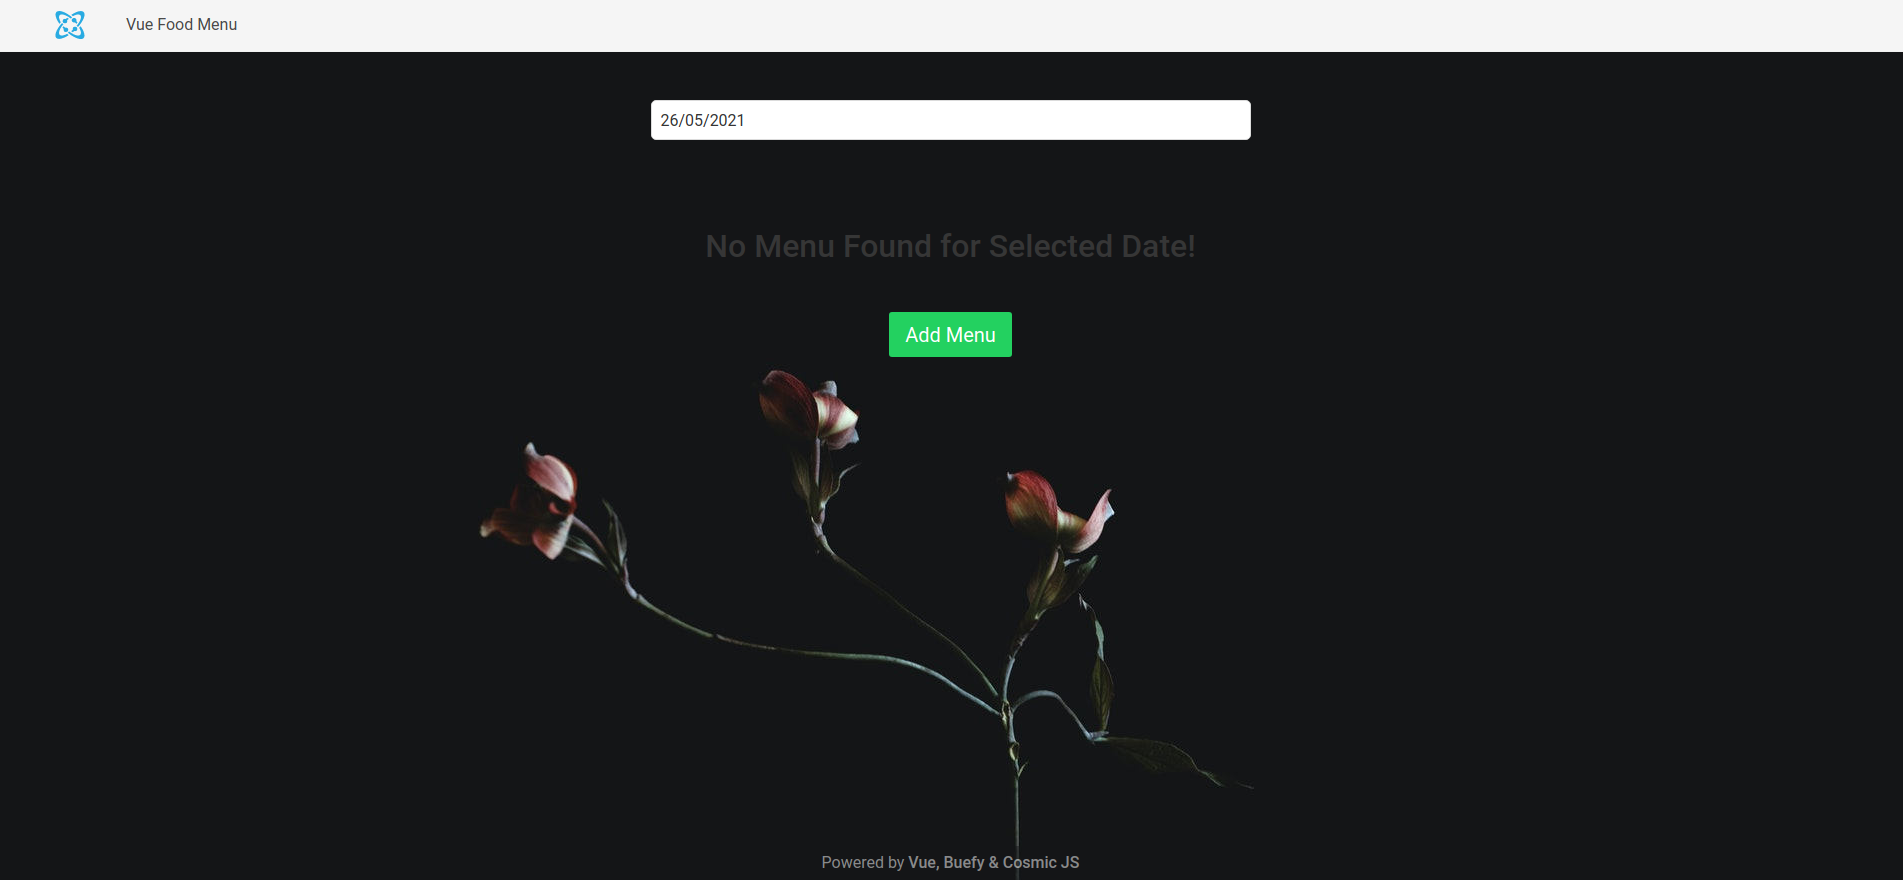 Vue Food Menu
26/05/2021
No Menu Found for Selected Date!
Add Menu
Powered by Vue, Buefy & Cosmic JS